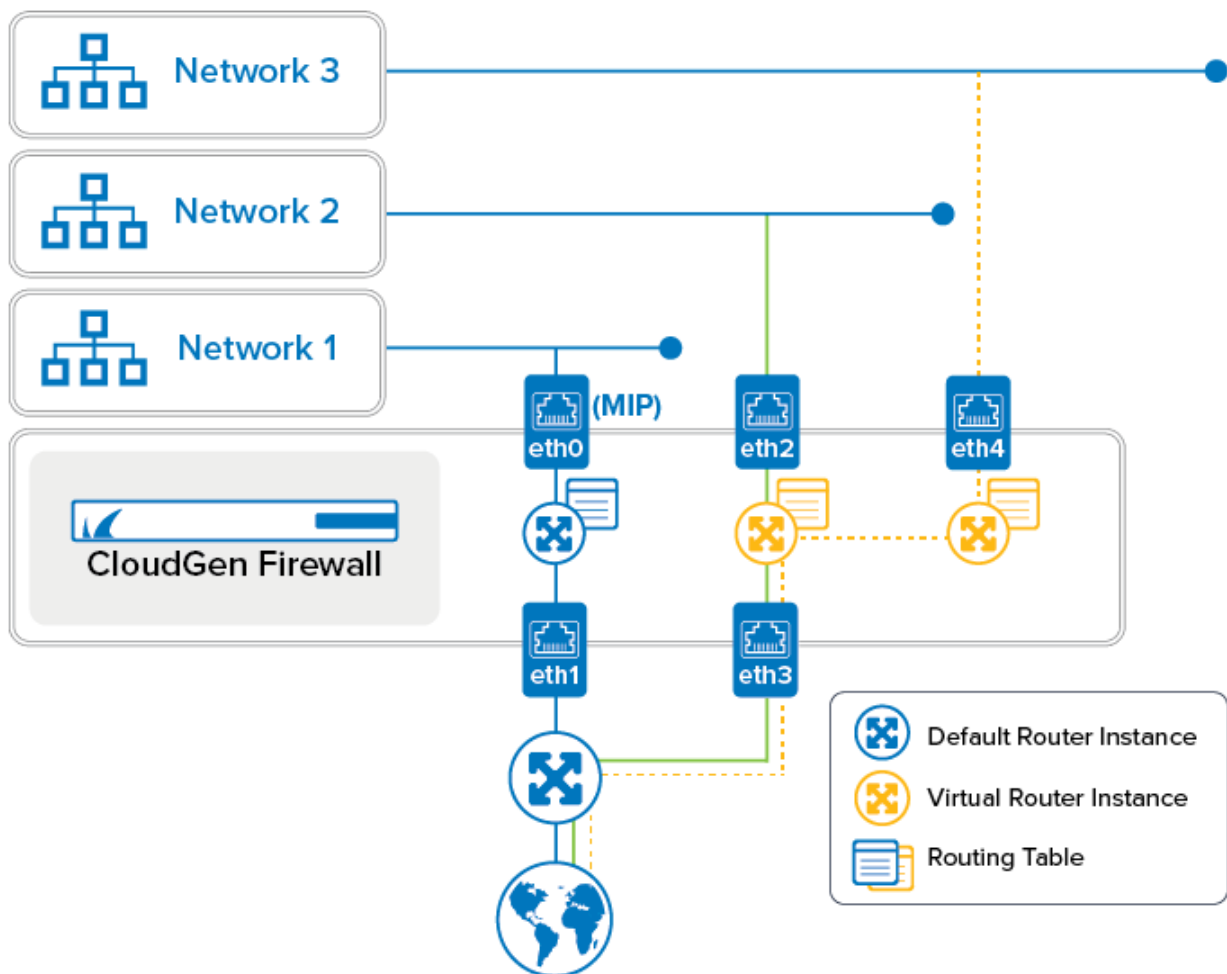 Network 3
Network 2
Network 1
(MIP)
eth0
eth2
eth4
CloudGen Firewall
eth1
eth3
Default Router Instance
Virtual Router Instance
Routing Table